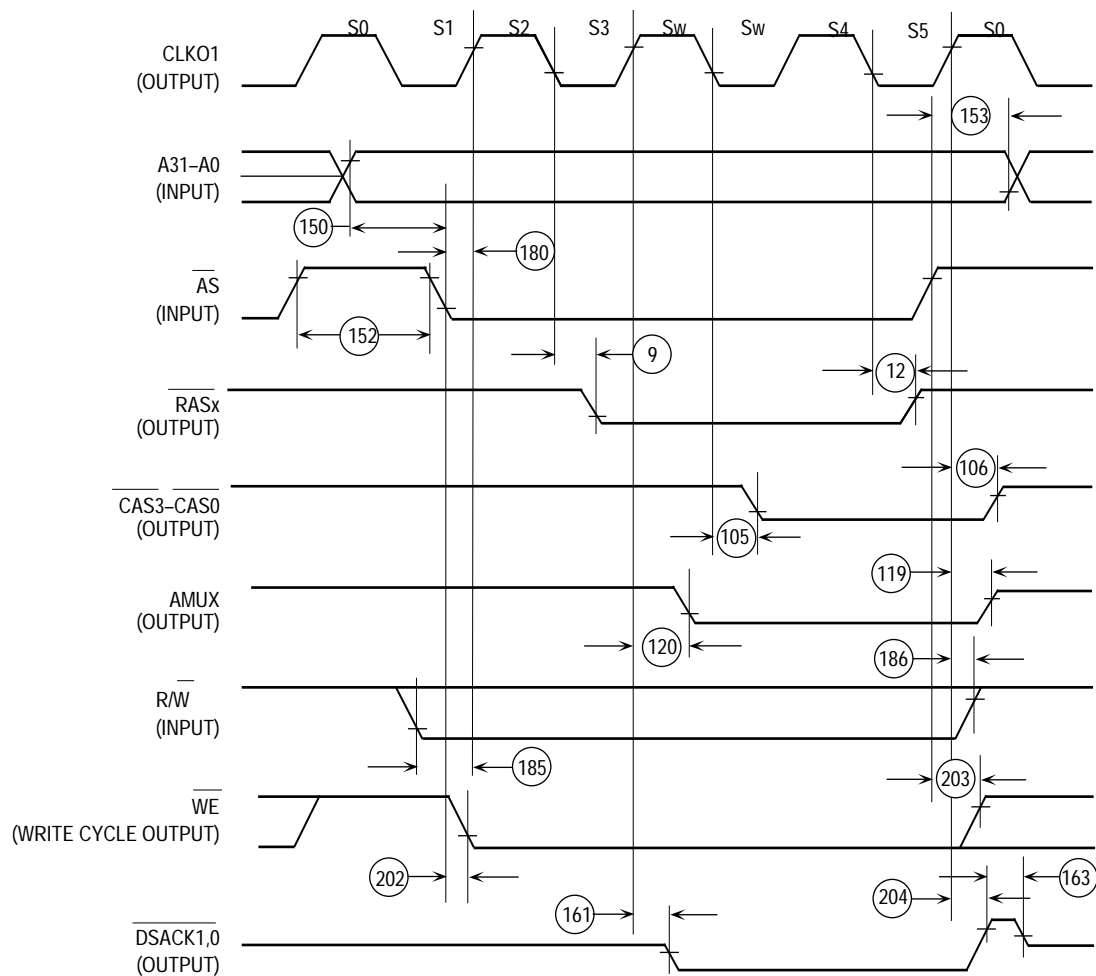 S0 S1 S2 S3 Sw Sw S4 S5 S0
CLKO1
(OUTPUT)
153
A31–A0
(INPUT)
150
180
AS
(INPUT)
152
9
12
RASx
(OUTPUT)
106
CAS3–CAS0
(OUTPUT)
105
119
AMUX
(OUTPUT)
120
186
R/W
(INPUT)
185
203
WE
(WRITE CYCLE OUTPUT)
202
163
204
161
DSACK1,0
(OUTPUT)